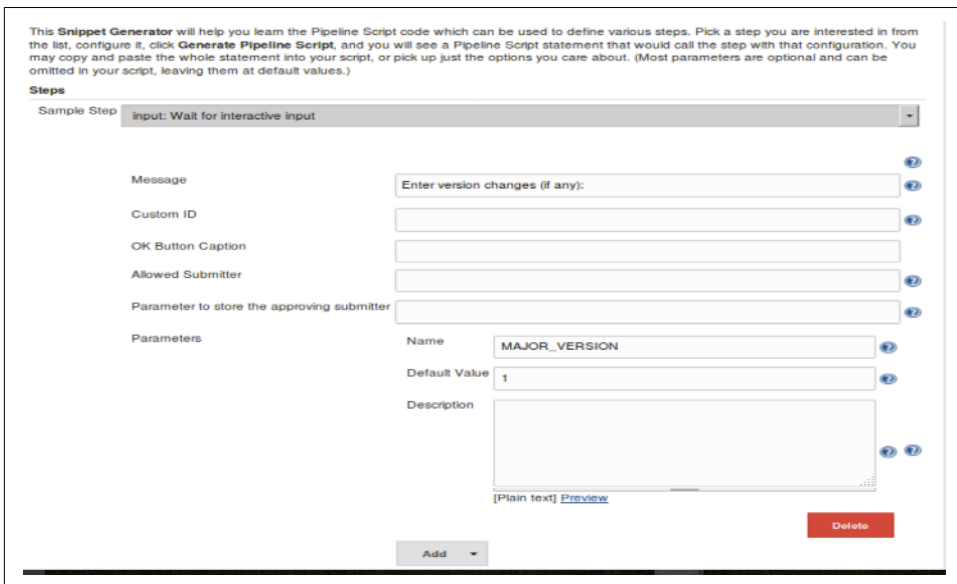 This Snippet Generator will help you learn the Pipeline Script code which can be used to define various steps. Pick a step you are interested in from
the list, configure it, click Generate Pipeline Script, and you will see a Pipeline Script statement that would call the step with that configuration. You
may copy and paste the whole statement into your script, or pick up just the options you care about. (Most parameters are optional and can be
omitted in your script, leaving them at default values.)
Steps
Sample Step input: Wait for interactive input
Message Enter version changes (if any):
Custom ID
OK Button Caption
Allowed Submitter
Parameter to store the approving submitter
Parameters Name MAJOR_VERSION
Default Value 1
Description
[Plain text] Preview
Delete
Add